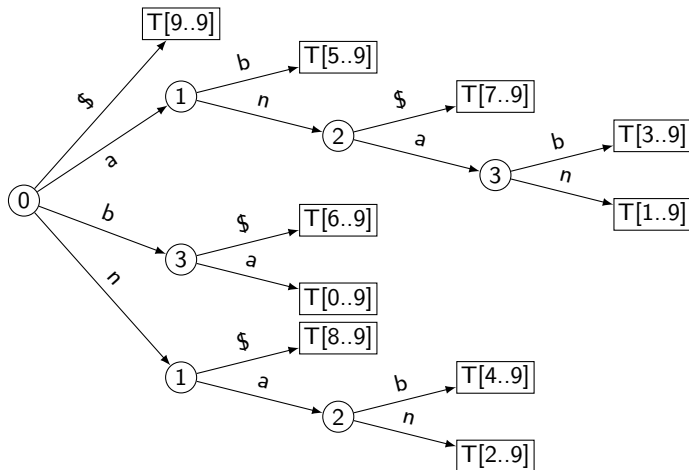 T[9..9]
b
T[5..9]
$
1
n
$
T[7..9]
a
2
a
b
T[3..9]
3
n
0
T[1..9]
b
$
T[6..9]
3
a
n
T[0..9]
$
T[8..9]
1
a
b
T[4..9]
2
n
T[2..9]